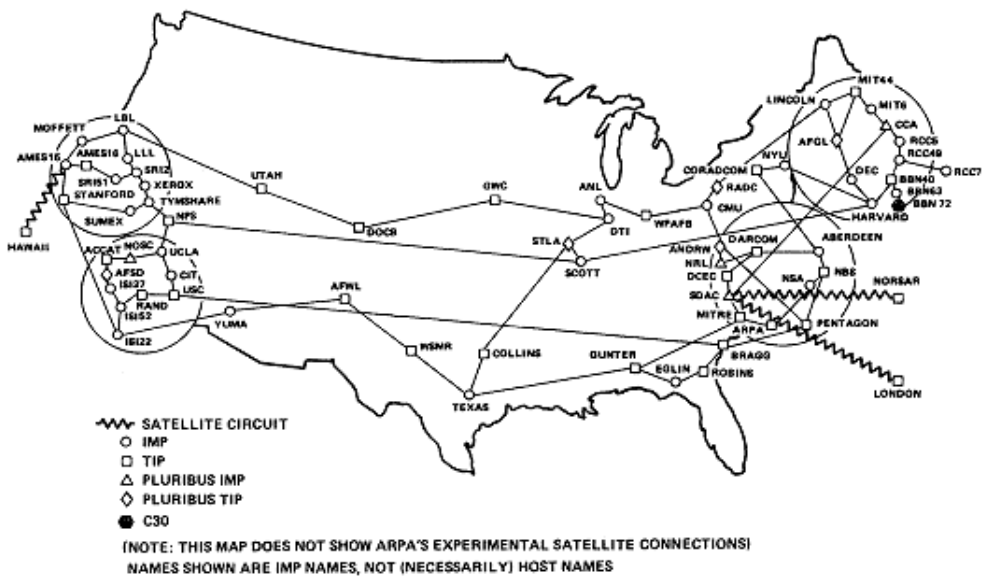 MIT44
LINCOLN
MIT6
CCA
LBL
MOFFETT
AFGL
RCC5
RCC49
AMES15
AMES16
LLL
SRI2
NYU
CORADCOM
DEC
RCC7
SRI51
XEROX
UTAH
GWC
ANL
RADC
BBN40
STANFORD
BBN63
TYMSHARE
BBN 72
SUMEX
NPS
WPAFB
CMU
HARVARD
HAWAII
DOCB
DTI
ACCAT
NOSC
UCLA
STLA
ANDRW
DARCOM
ABERDEEN
NRL
SCOTT
AFSD
CIT
DCEC
NSA
NBS
NORSAR
ISI27
AFWL
RAND
USC
SDAC
ISI52
MITRE
YUMA
ARPA
PENTAGON
ISI22
WSMR
COLLINS
GUNTER
BRAGG
EGLIN
ROBINS
TEXAS
LONDON
SATELLITE CIRCUIT
IMP
TIP
PLURIBUS IMP
PLURIBUS TIP
C30
(NOTE: THIS MAP DOES NOT SHOW ARPA'S EXPERIMENTAL SATELLITE CONNECTIONS)
NAMES SHOWN ARE IMP NAMES, NOT (NECESSARILY) HOST NAMES